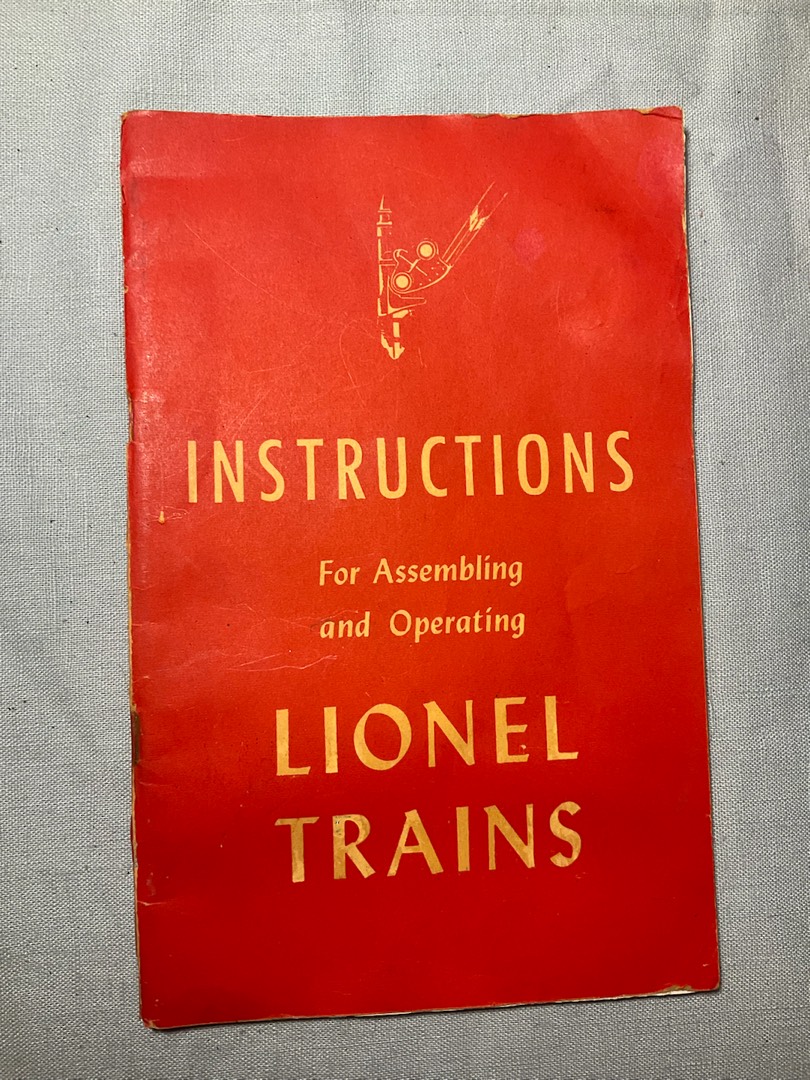 INSTRUCTIONS
For Assembling
and Operating
LIONEL
TRAINS